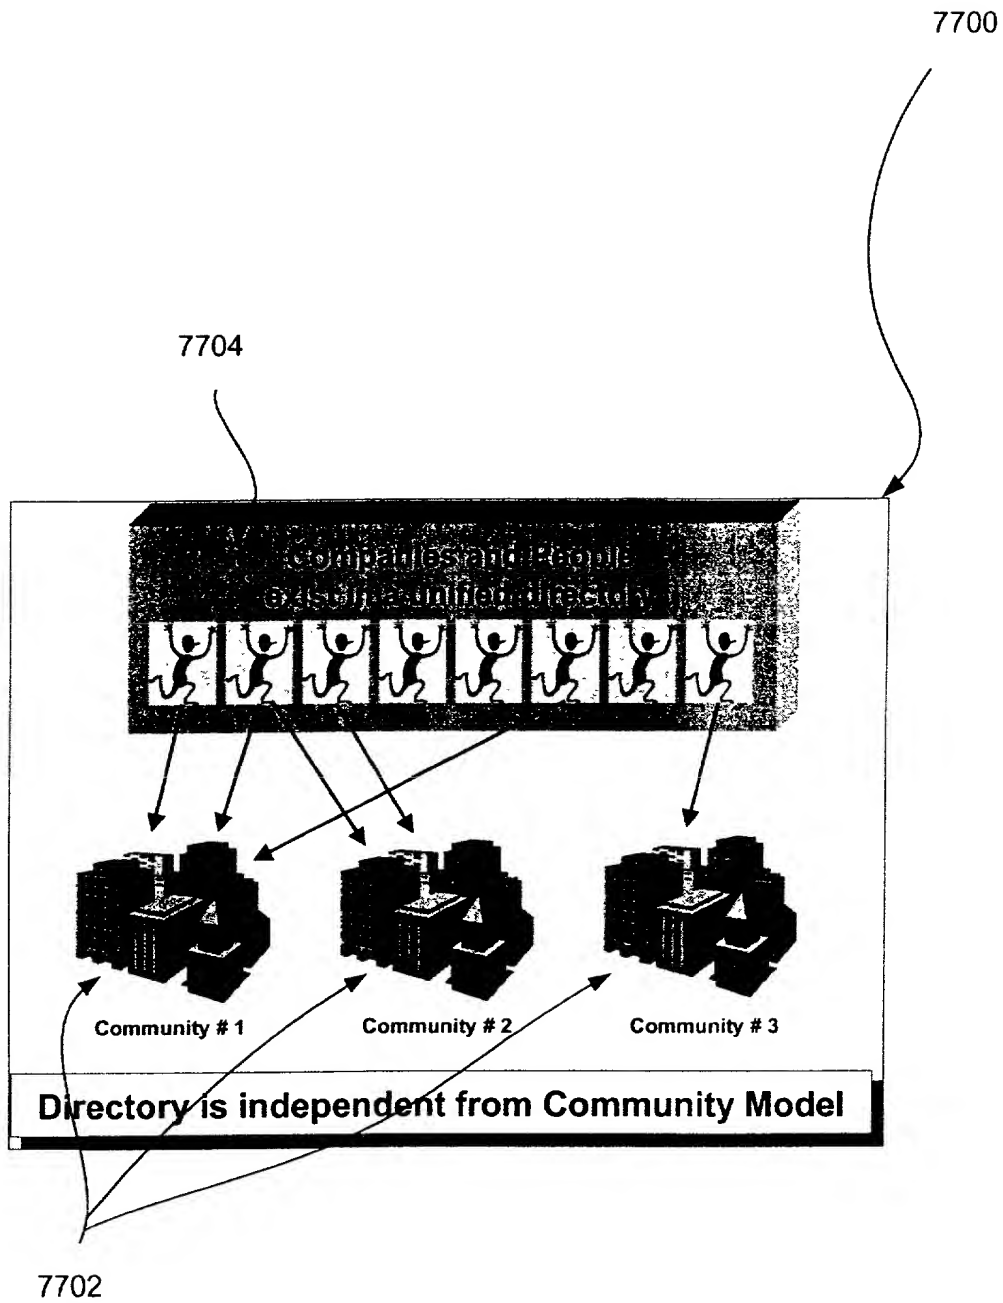 7700
7704
Companies and People
exist in a unified directory
Community # 1
Community # 2
Community # 3
Directory is independent from Community Model
7702